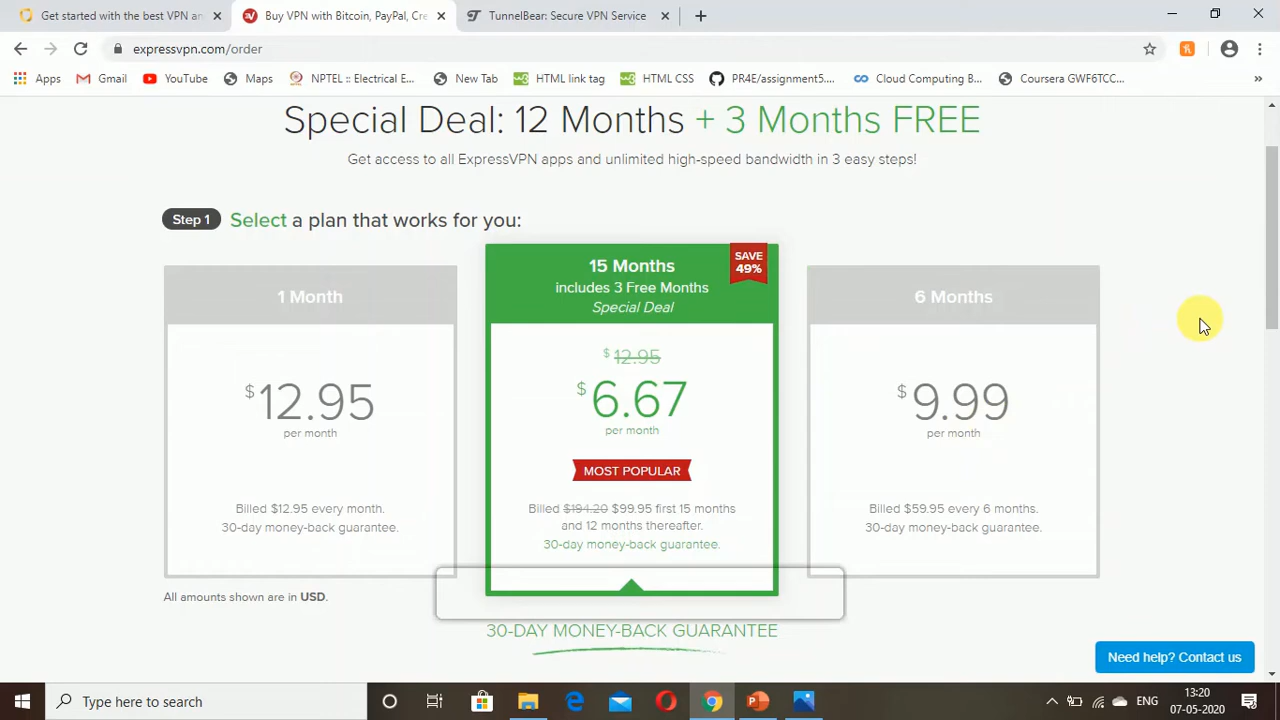 Get started with the best VPN an
Buy VPN with Bitcoin, PayPal, Cre
TunnelBear: Secure VPN Service
expressvpn.com/order
Apps
Gmail
YouTube
Maps
NPTEL :: Electrical E...
New Tab
HTML link tag
HTML CSS
PR4E/assignment5....
Cloud Computing B...
Coursera GWF6TCC...
»
Special Deal: 12 Months + 3 Months FREE
Get access to all ExpressVPN apps and unlimited high-speed bandwidth in 3 easy steps!
Step 1 Select a plan that works for you:
1 Month
$12.95
per month
Billed $12.95 every month.
30-day money-back guarantee.
SAVE
49%
15 Months
includes 3 Free Months
Special Deal
$12.95
$6.67
per month
MOST POPULAR
Billed $194.20 $99.95 first 15 months
and 12 months thereafter.
30-day money-back guarantee.
6 Months
$9.99
per month
Billed $59.95 every 6 months.
30-day money-back guarantee.
All amounts shown are in USD.
30-DAY MONEY-BACK GUARANTEE
Need help? Contact us
Type here to search
ENG
13:20
07-05-2020